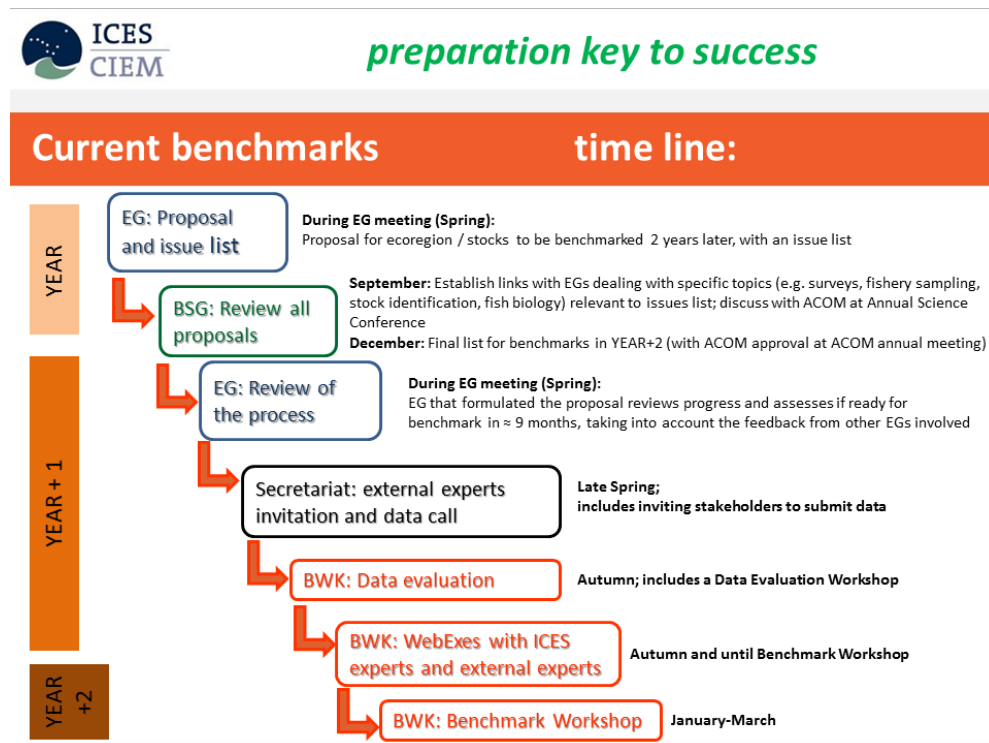 ICES
CIEM
preparation key to success
Current benchmarks time line:
YEAR
EG: Proposal
and issue list
During EG meeting (Spring):
Proposal for ecoregion / stocks to be benchmarked 2 years later, with an issue list
BSG: Review all
proposals
September: Establish links with EGs dealing with specific topics (e.g. surveys, fishery sampling,
stock identification, fish biology) relevant to issues list; discuss with ACOM at Annual Science
Conference
December: Final list for benchmarks in YEAR+2 (with ACOM approval at ACOM annual meeting)
YEAR + 1
EG: Review of
the process
During EG meeting (Spring):
EG that formulated the proposal reviews progress and assesses if ready for
benchmark in ≈ 9 months, taking into account the feedback from other EGs involved
Secretariat: external experts
invitation and data call
Late Spring;
includes inviting stakeholders to submit data
BWK: Data evaluation
Autumn; includes a Data Evaluation Workshop
BWK: WebExes with ICES
experts and external experts
Autumn and until Benchmark Workshop
YEAR
+2
BWK: Benchmark Workshop
January-March